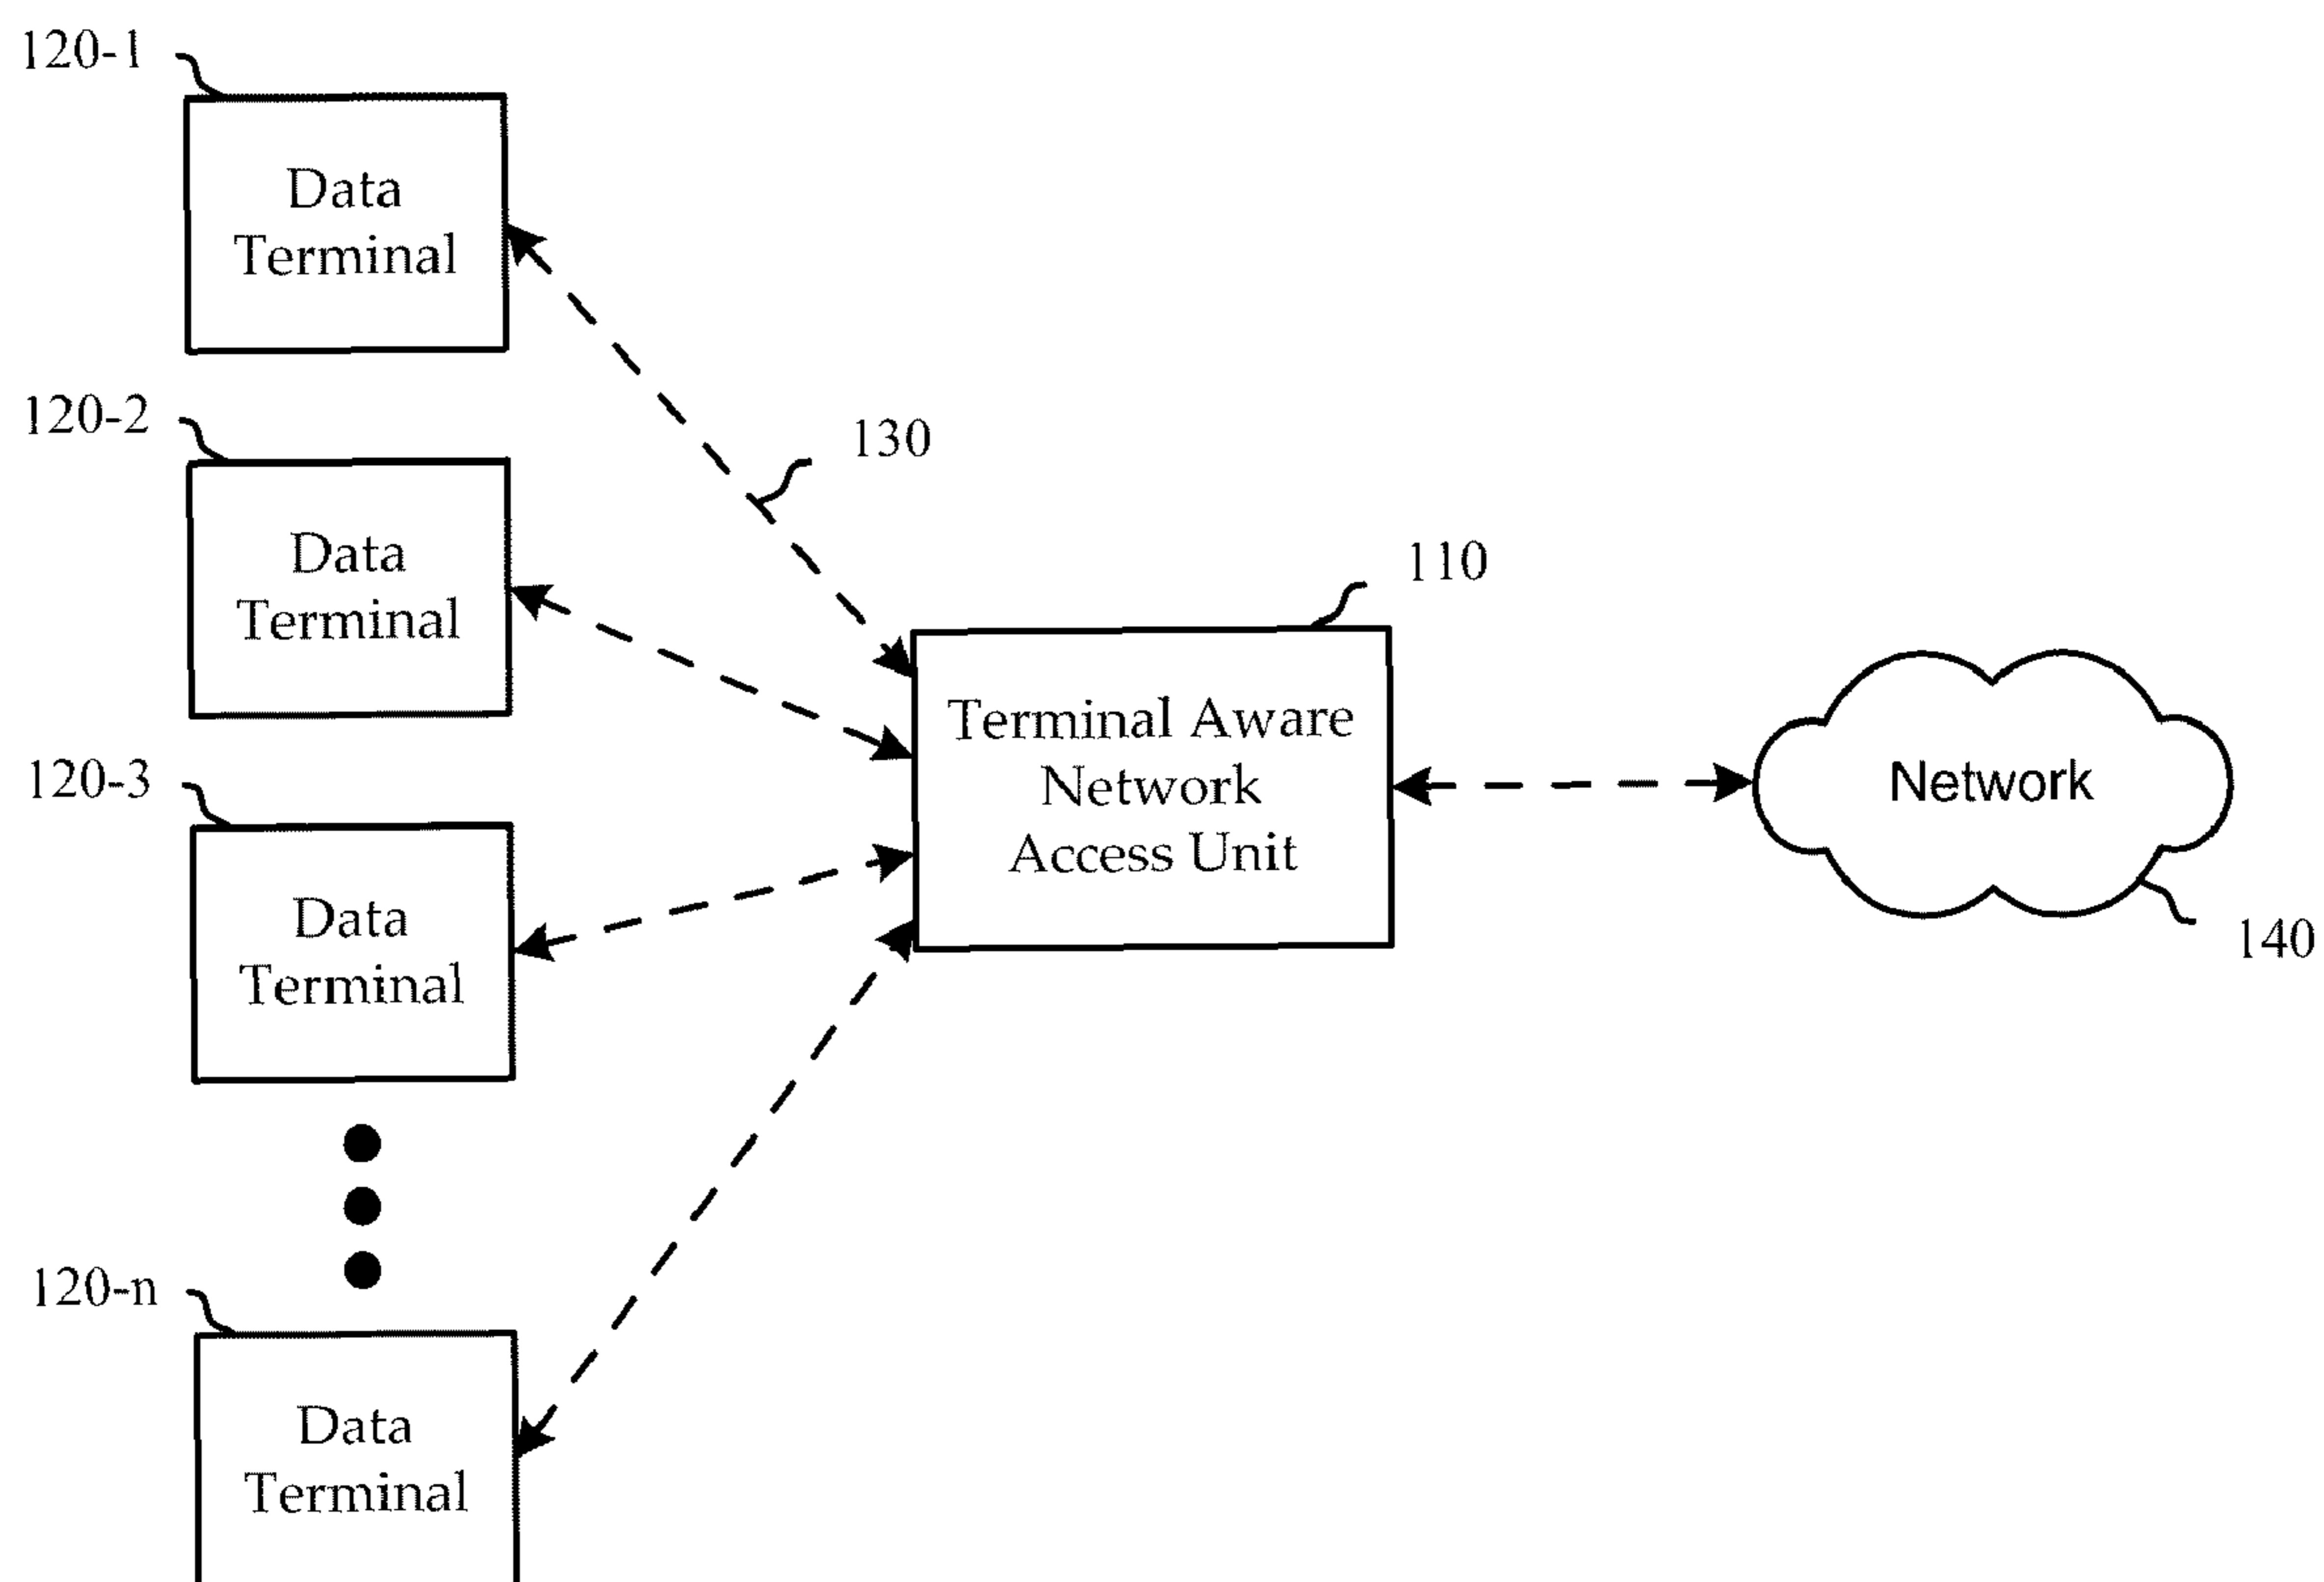 120-1
Data
Terminal
120-2
Data
Terminal
130
110
120-3
Data
Terminal
Terminal Aware
Network
Access Unit
Network
140
120-n
Data
Terminal